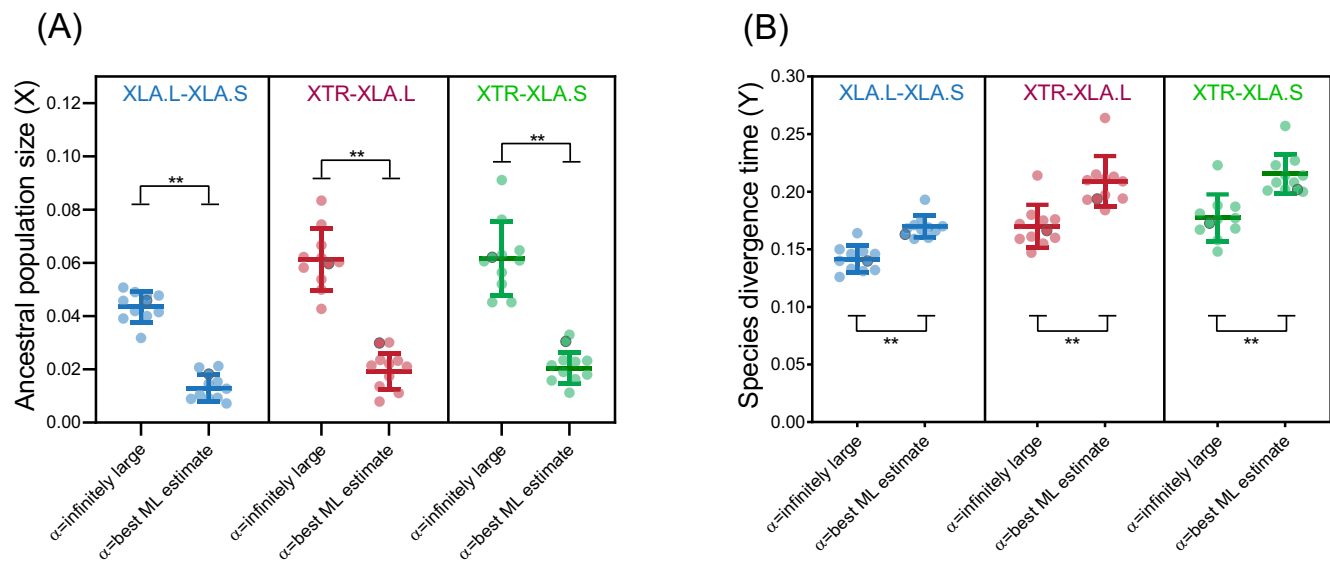 (A)
Ancestral population size (X)
0.12
0.10
0.08
0.06
0.04
0.02
0.00
XLA.L-XLA.S
XTR-XLA.L
XTR-XLA.S
**
**
**
α=infinitely large
α=best ML estimate
α=infinitely large
α=best ML estimate
α=infinitely large
α=best ML estimate
(B)
Species divergence time (Y)
0.30
0.25
0.20
0.15
0.10
0.05
0.00
XLA.L-XLA.S
XTR-XLA.L
XTR-XLA.S
**
**
**
α=infinitely large
α=best ML estimate
α=infinitely large
α=best ML estimate
α=infinitely large
α=best ML estimate